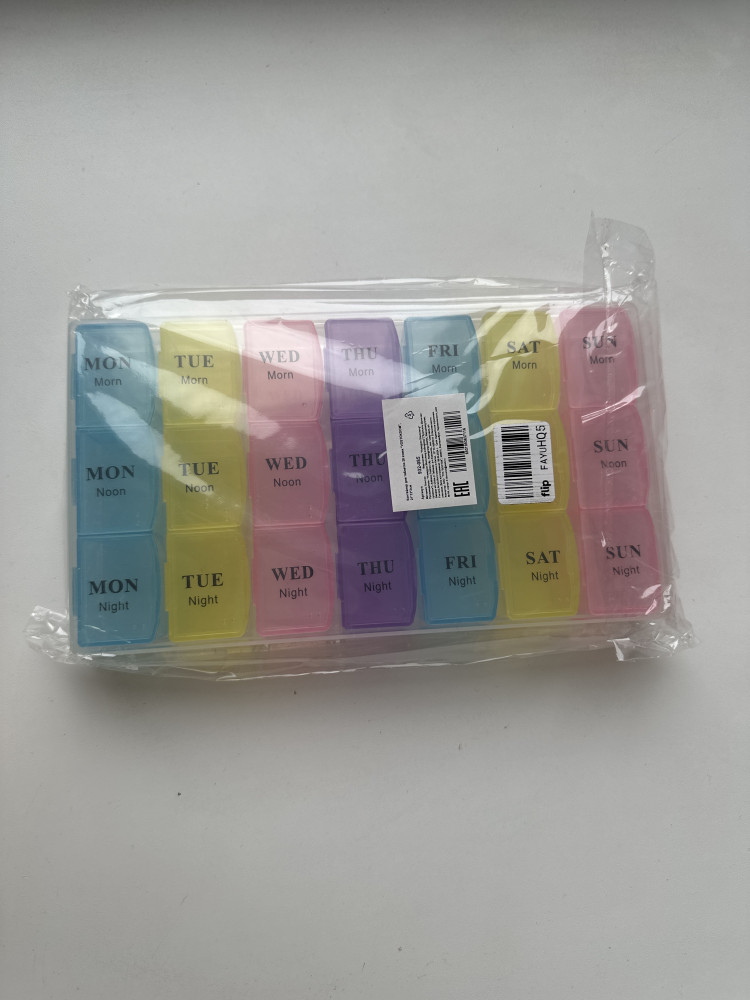 MON
Morn
TUE
Morn
WED
Morn
THU
Morn
FRI
Morn
SAT
Morn
SUN
Morn
MON
Noon
TUE
Noon
WED
Noon
THU
Noon
SUN
Noon
MON
Night
TUE
Night
WED
Night
THU
Night
FRI
Night
SAT
Night
SUN
Night
EAC
flip FAYUHQ5